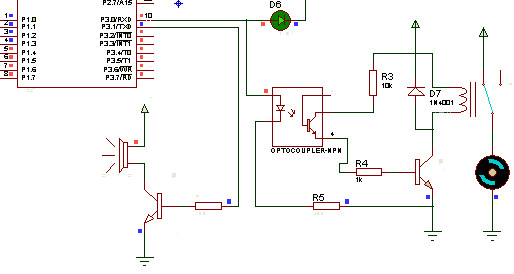 P2.7/A15
D6
1 P1.0 P3.0/RXD 10
2 P1.1 P3.1/TXD
3 P1.2 P3.2/INT0
4 P1.3 P3.3/INT1
5 P1.4 P3.4/T0
6 P1.5 P3.5/T1
7 P1.6 P3.6/WR
8 P1.7 P3.7/RD
R3
10k
D7
1N4001
4
OPTOCOUPLER-NPN
R4
1k
R5